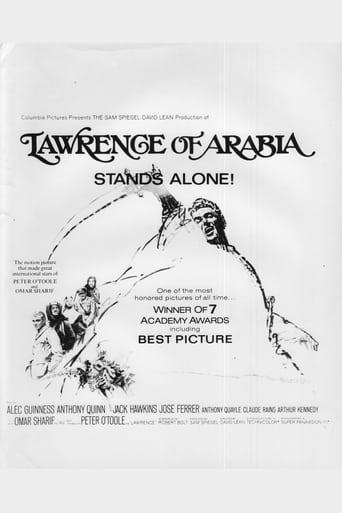 Columbia Pictures Presents THE SAM SPIEGEL·DAVID LEAN Production of
LAWRENCE OF ARABIA
STANDS ALONE!
The motion picture
that made great
international stars of
PETER O'TOOLE
and
OMAR SHARIF
One of the most
honored pictures of all time...
WINNER OF 7
ACADEMY AWARDS
including
BEST PICTURE
ALEC GUINNESS ANTHONY QUINN JACK HAWKINS JOSE FERRER ANTHONY QUAYLE CLAUDE RAINS ARTHUR KENNEDY
OMAR SHARIF PETER O'TOOLE "LAWRENCE" ROBERT BOLT SAM SPIEGEL DAVID LEAN TECHNICOLOR SUPER PANAVISION 70